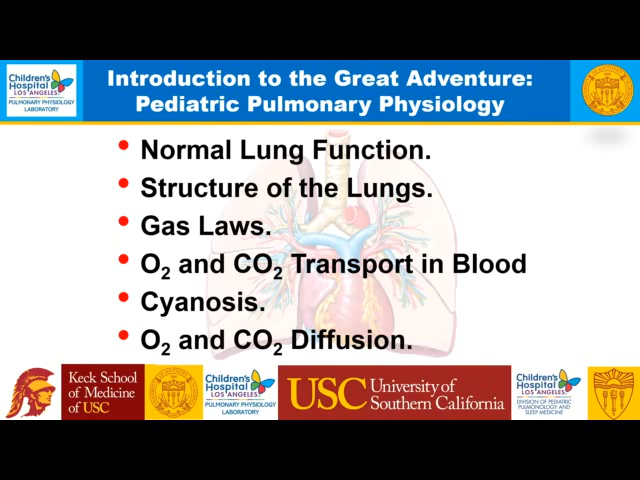 Children's
Hospital
LOS ANGELES
PULMONARY PHYSIOLOGY
LABORATORY
Introduction to the Great Adventure:
Pediatric Pulmonary Physiology
• Normal Lung Function.
• Structure of the Lungs.
• Gas Laws.
• O₂ and CO₂ Transport in Blood
• Cyanosis.
• O₂ and CO₂ Diffusion.
Keck School
of Medicine
of USC
Children's
Hospital
LOS ANGELES
PULMONARY PHYSIOLOGY
LABORATORY
USC University of
Southern California
Children's
Hospital
LOS ANGELES
DIVISION OF PEDIATRIC
PULMONOLOGY AND
SLEEP MEDICINE